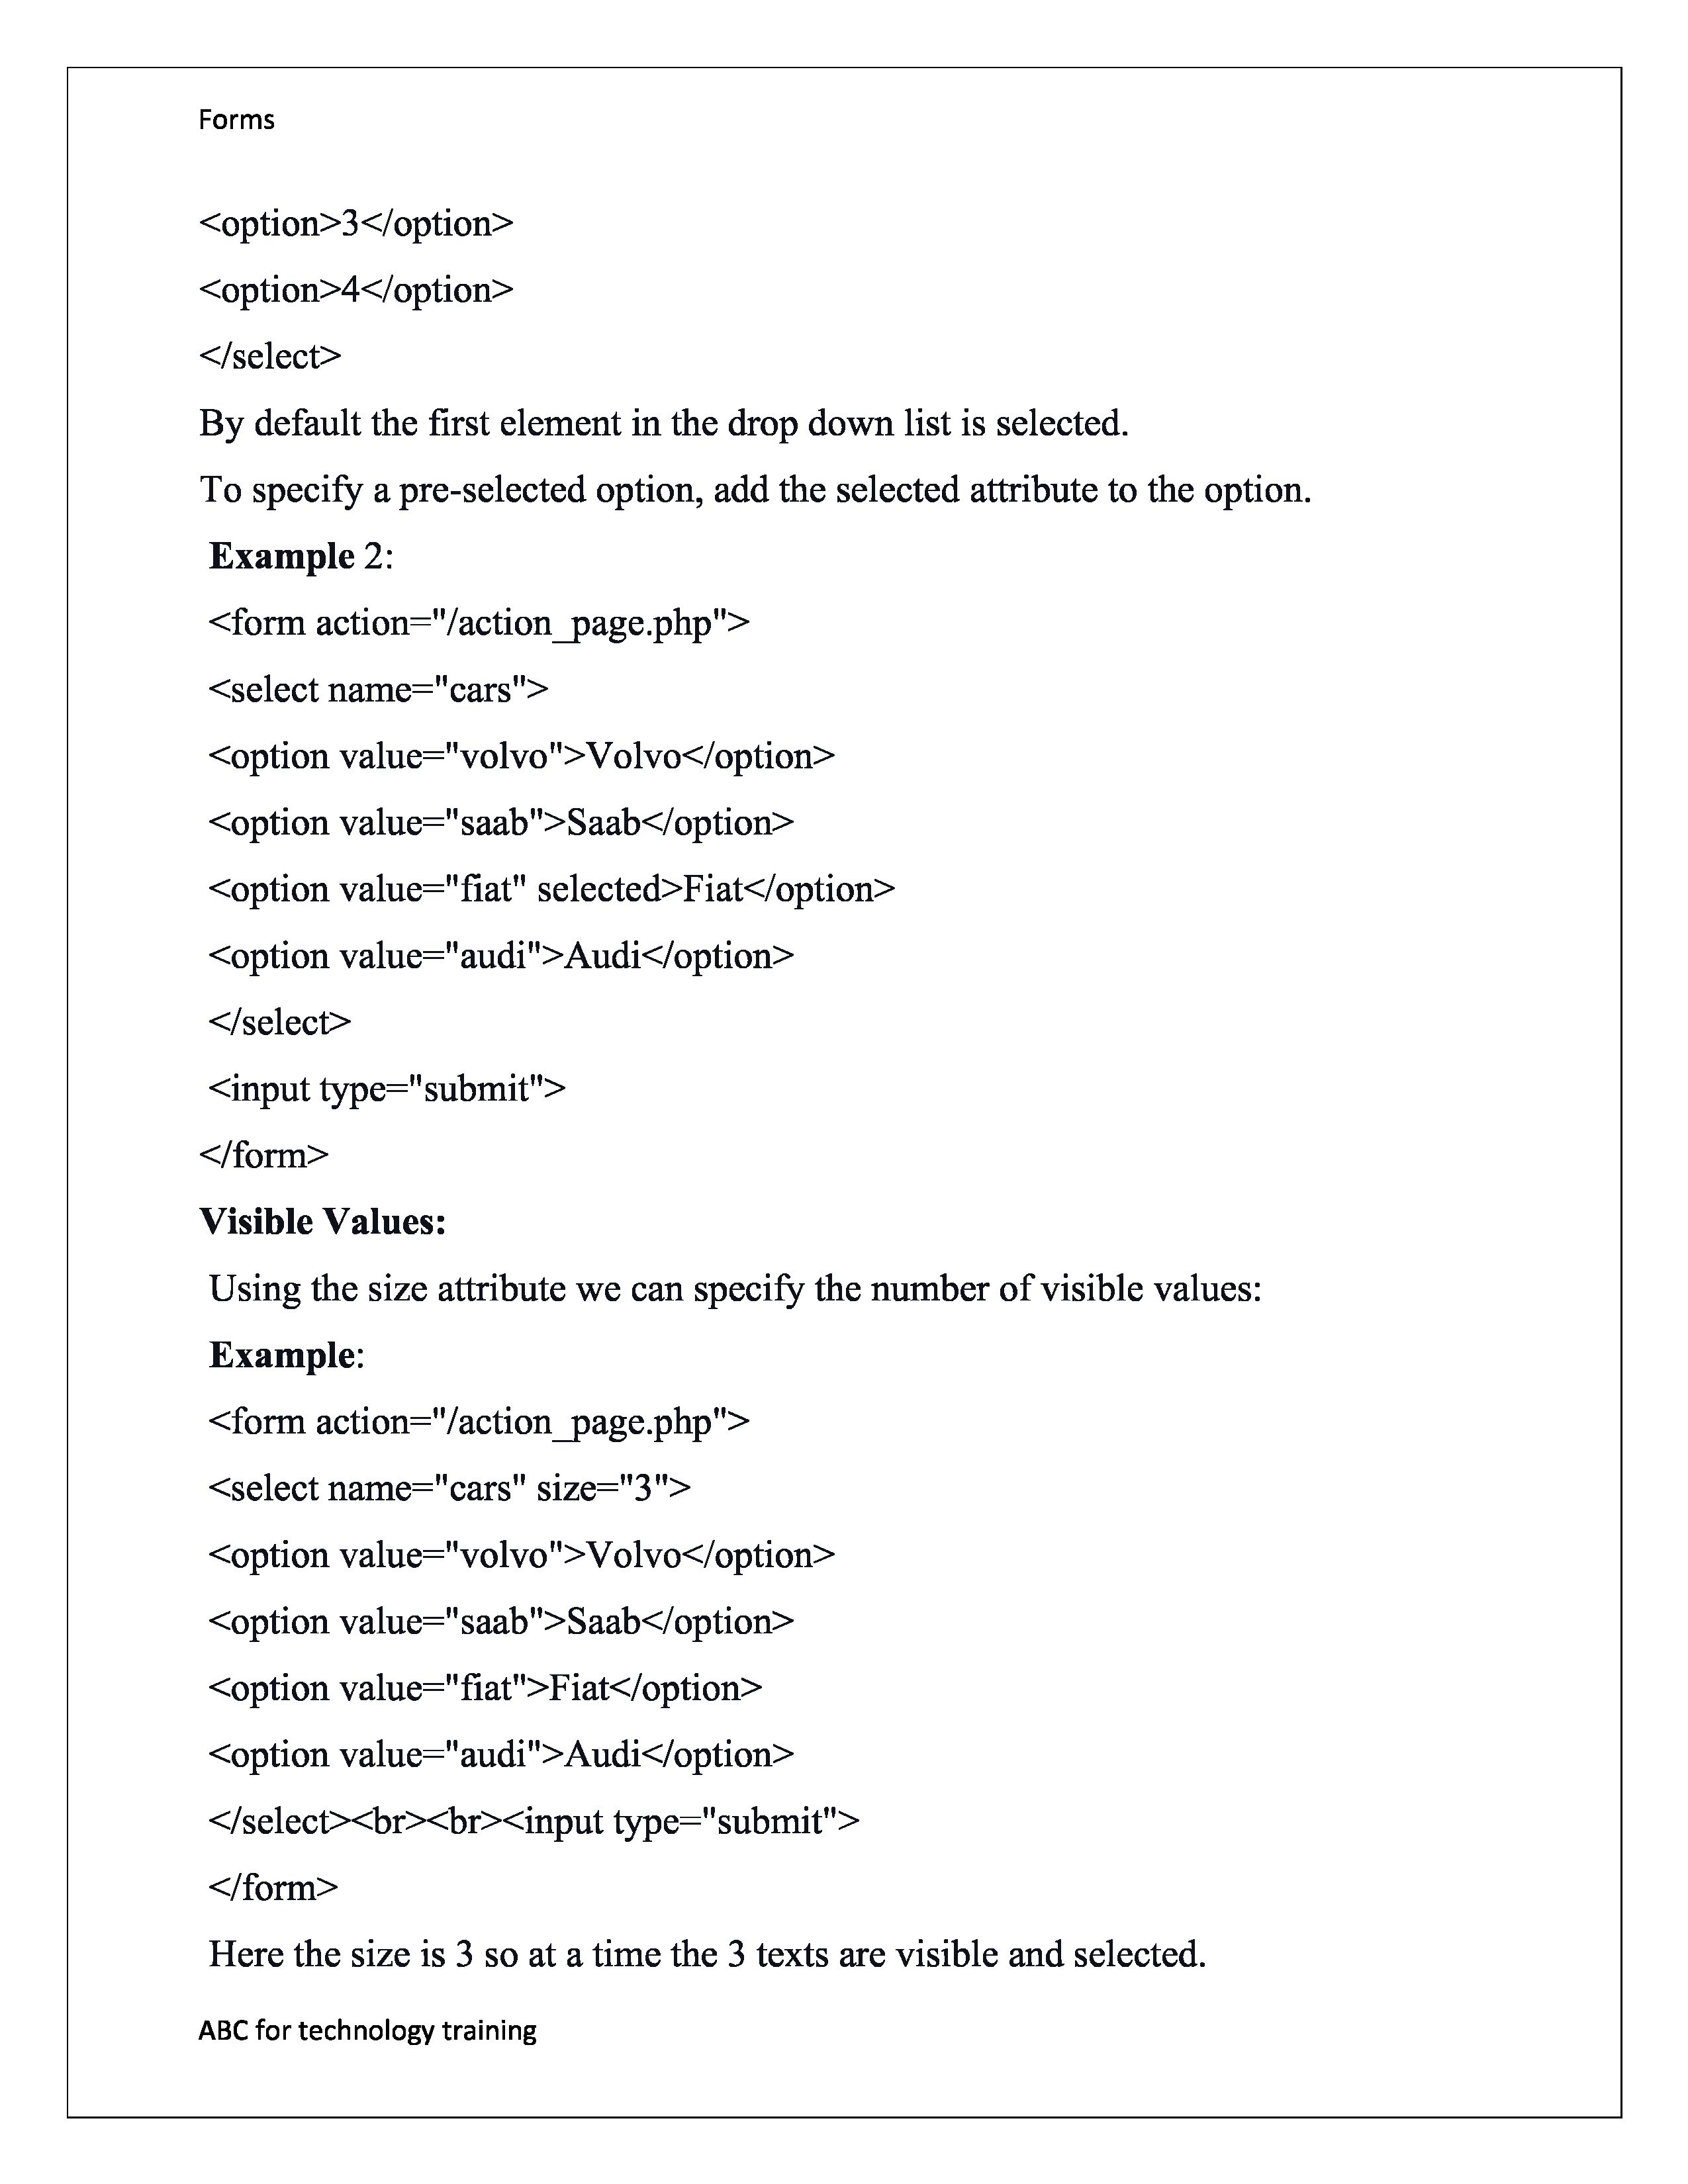 Forms
<option>3</option>
<option>4</option>
</select>
By default the first element in the drop down list is selected.
To specify a pre-selected option, add the selected attribute to the option.
Example 2:
<form action="/action_page.php">
<select name="cars">
<option value="volvo">Volvo</option>
<option value="saab">Saab</option>
<option value="fiat" selected>Fiat</option>
<option value="audi">Audi</option>
</select>
<input type="submit">
</form>
Visible Values:
Using the size attribute we can specify the number of visible values:
Example:
<form action="/action_page.php">
<select name="cars" size="3">
<option value="volvo">Volvo</option>
<option value="saab">Saab</option>
<option value="fiat">Fiat</option>
<option value="audi">Audi</option>
</select><br><br><input type="submit">
</form>
Here the size is 3 so at a time the 3 texts are visible and selected.
ABC for technology training